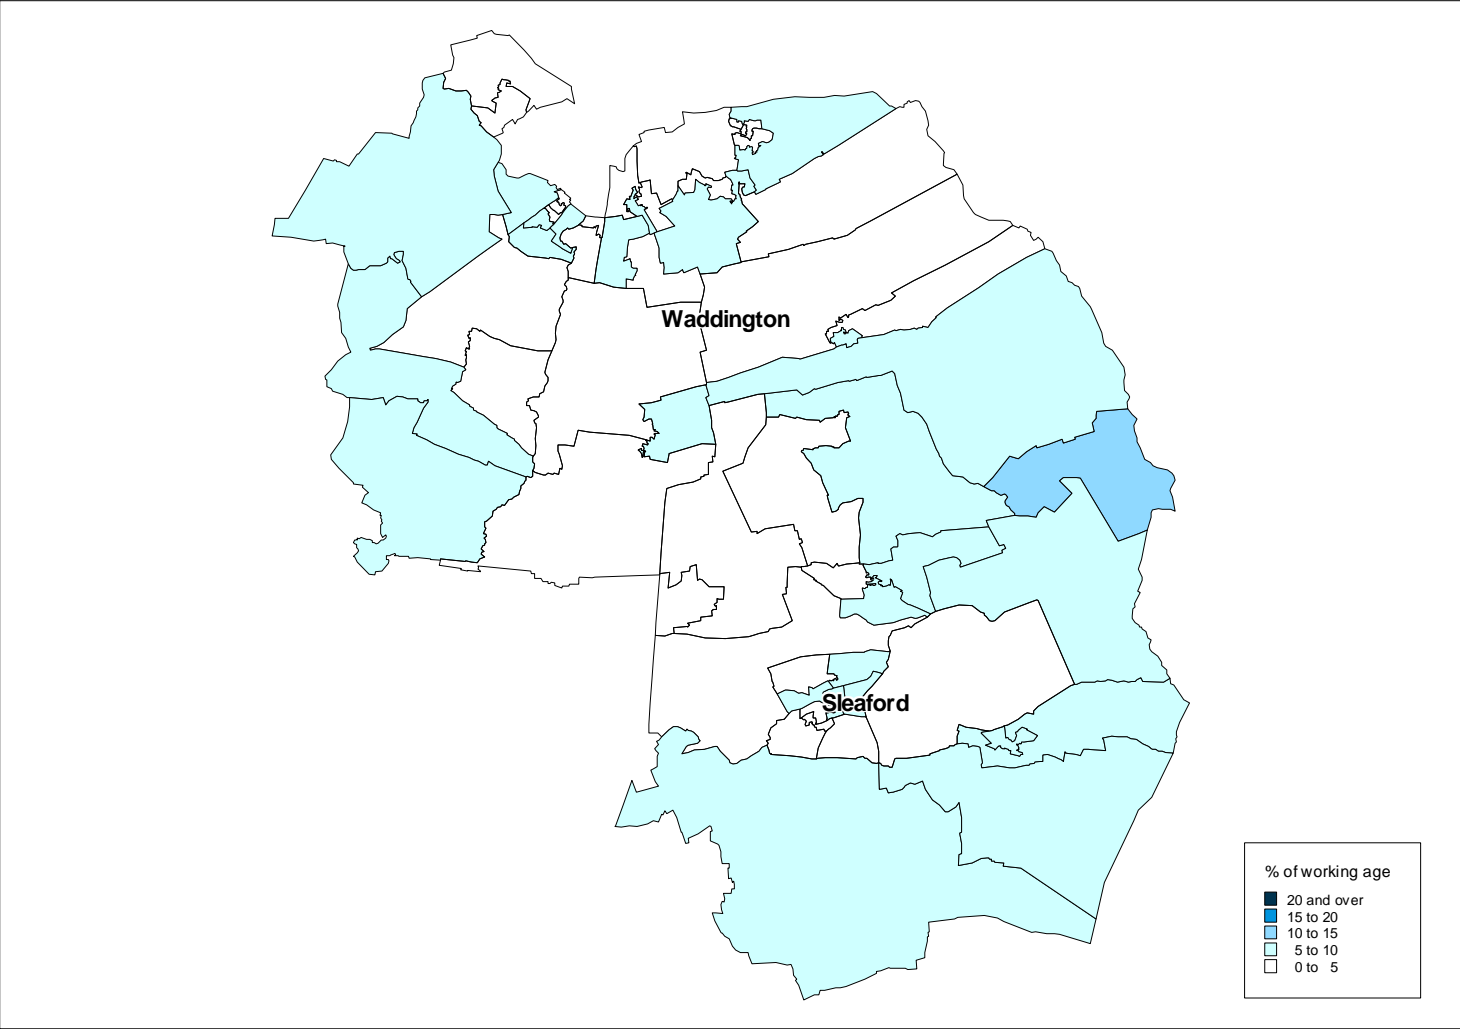 Waddington
Sleaford
% of working age
20 and over
15 to 20
10 to 15
5 to 10
0 to 5